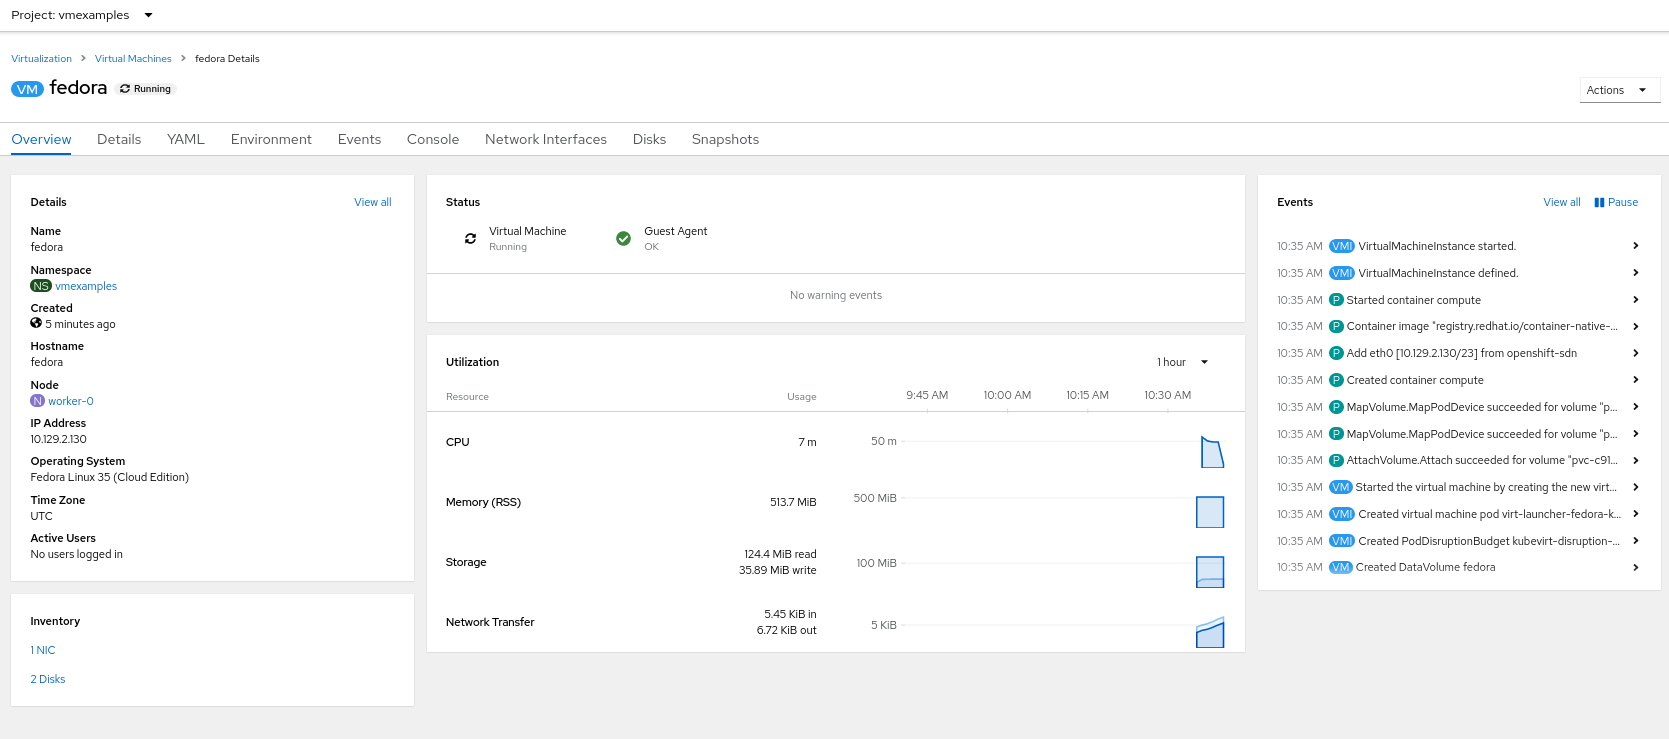 Project: vmexamples
Virtualization > Virtual Machines > fedora Details
VM fedora Running
Actions
Overview Details YAML Environment Events Console Network Interfaces Disks Snapshots
Details View all
Name
fedora
Namespace
NS vmexamples
Created
5 minutes ago
Hostname
fedora
Node
N worker-0
IP Address
10.129.2.130
Operating System
Fedora Linux 35 (Cloud Edition)
Time Zone
UTC
Active Users
No users logged in
Inventory
1 NIC
2 Disks
Status
Virtual Machine
Running
Guest Agent
OK
No warning events
Utilization 1 hour
Resource Usage 9:45 AM 10:00 AM 10:15 AM 10:30 AM
CPU 7 m 50 m
Memory (RSS) 513.7 MiB 500 MiB
Storage 124.4 MiB read
35.89 MiB write
100 MiB
Network Transfer 5.45 KiB in
6.72 KiB out
5 KiB
Events View all Pause
10:35 AM VMI VirtualMachineInstance started.
10:35 AM VMI VirtualMachineInstance defined.
10:35 AM P Started container compute
10:35 AM P Container image "registry.redhat.io/container-native-...
10:35 AM P Add eth0 [10.129.2.130/23] from openshift-sdn
10:35 AM P Created container compute
10:35 AM P MapVolume.MapPodDevice succeeded for volume "p...
10:35 AM P MapVolume.MapPodDevice succeeded for volume "p...
10:35 AM P AttachVolume.Attach succeeded for volume "pvc-c91...
10:35 AM VM Started the virtual machine by creating the new virt...
10:35 AM VMI Created virtual machine pod virt-launcher-fedora-k...
10:35 AM VMI Created PodDisruptionBudget kubevirt-disruption-...
10:35 AM VM Created DataVolume fedora